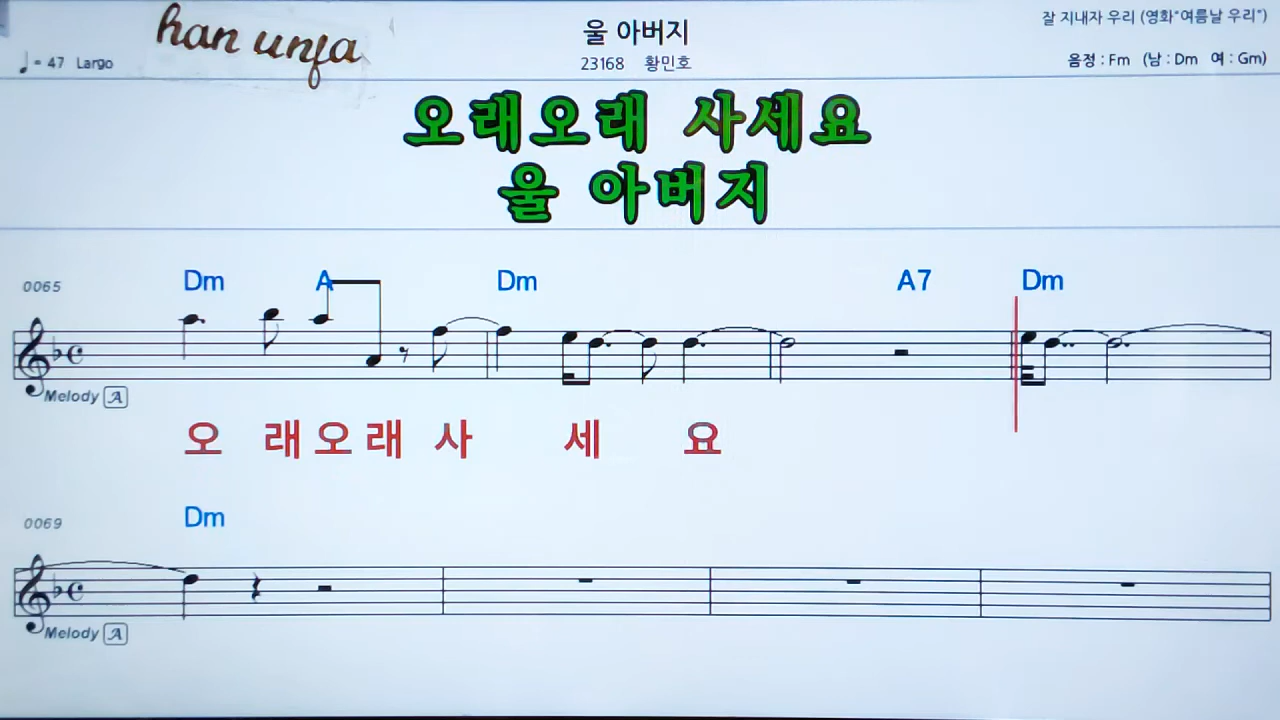 han unfa
울 아버지
잘 지내자 우리 (영화"여름날 우리")
♩= 47 Largo
23168 황민호
음정 : Fm (남 : Dm 여 : Gm)
오래오래 사세요
울 아버지
0065
Dm A Dm A7 Dm
Melody A
오 래 오 래 사 세 요
0069
Dm
Melody A